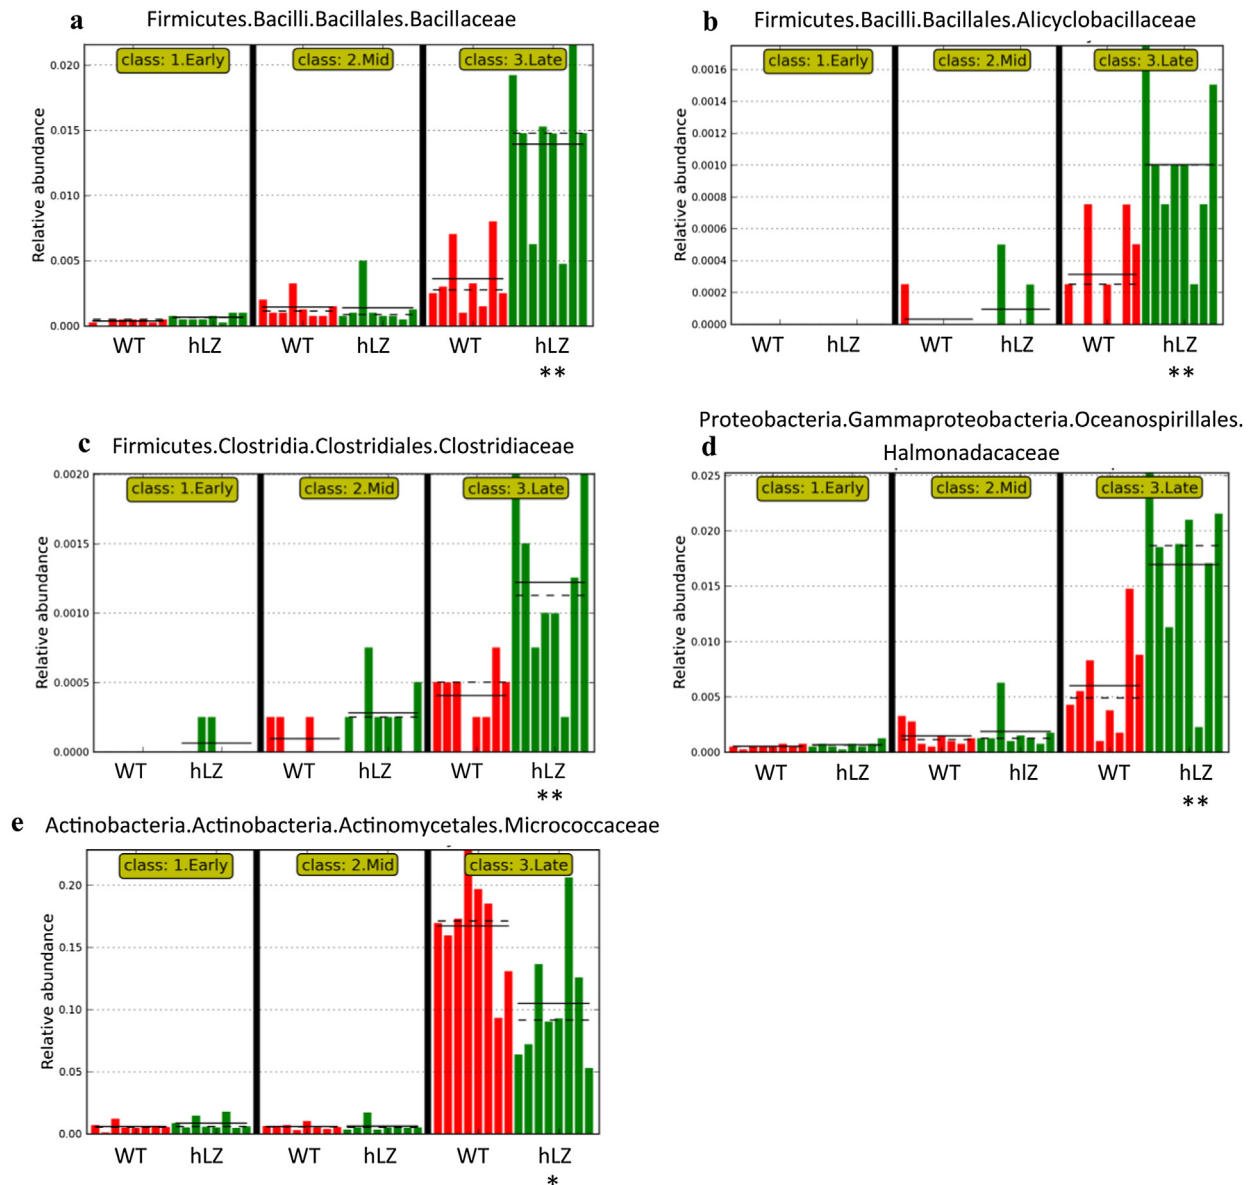 a Firmicutes.Bacilli.Bacillales.Bacillaceae
class: 1.Early class: 2.Mid class: 3.Late
Relative abundance
0.020
0.015
0.010
0.005
0.000
WT hLZ WT hLZ WT hLZ
**
b Firmicutes.Bacilli.Bacillales.Alicyclobacillaceae
class: 1.Early class: 2.Mid class: 3.Late
Relative abundance
0.0016
0.0014
0.0012
0.0010
0.0008
0.0006
0.0004
0.0002
0.0000
WT hLZ WT hLZ WT hLZ
**
c Firmicutes.Clostridia.Clostridiales.Clostridiaceae
class: 1.Early class: 2.Mid class: 3.Late
Relative abundance
0.0020
0.0015
0.0010
0.0005
0.0000
WT hLZ WT hLZ WT hLZ
**
Proteobacteria.Gammaproteobacteria.Oceanospirillales.
d Halmonadacaceae
class: 1.Early class: 2.Mid class: 3.Late
Relative abundance
0.025
0.020
0.015
0.010
0.005
0.000
WT hLZ WT hlZ WT hLZ
**
e Actinobacteria.Actinobacteria.Actinomycetales.Micrococcaceae
class: 1.Early class: 2.Mid class: 3.Late
Relative abundance
0.20
0.15
0.10
0.05
0.00
WT hLZ WT hLZ WT hLZ
*